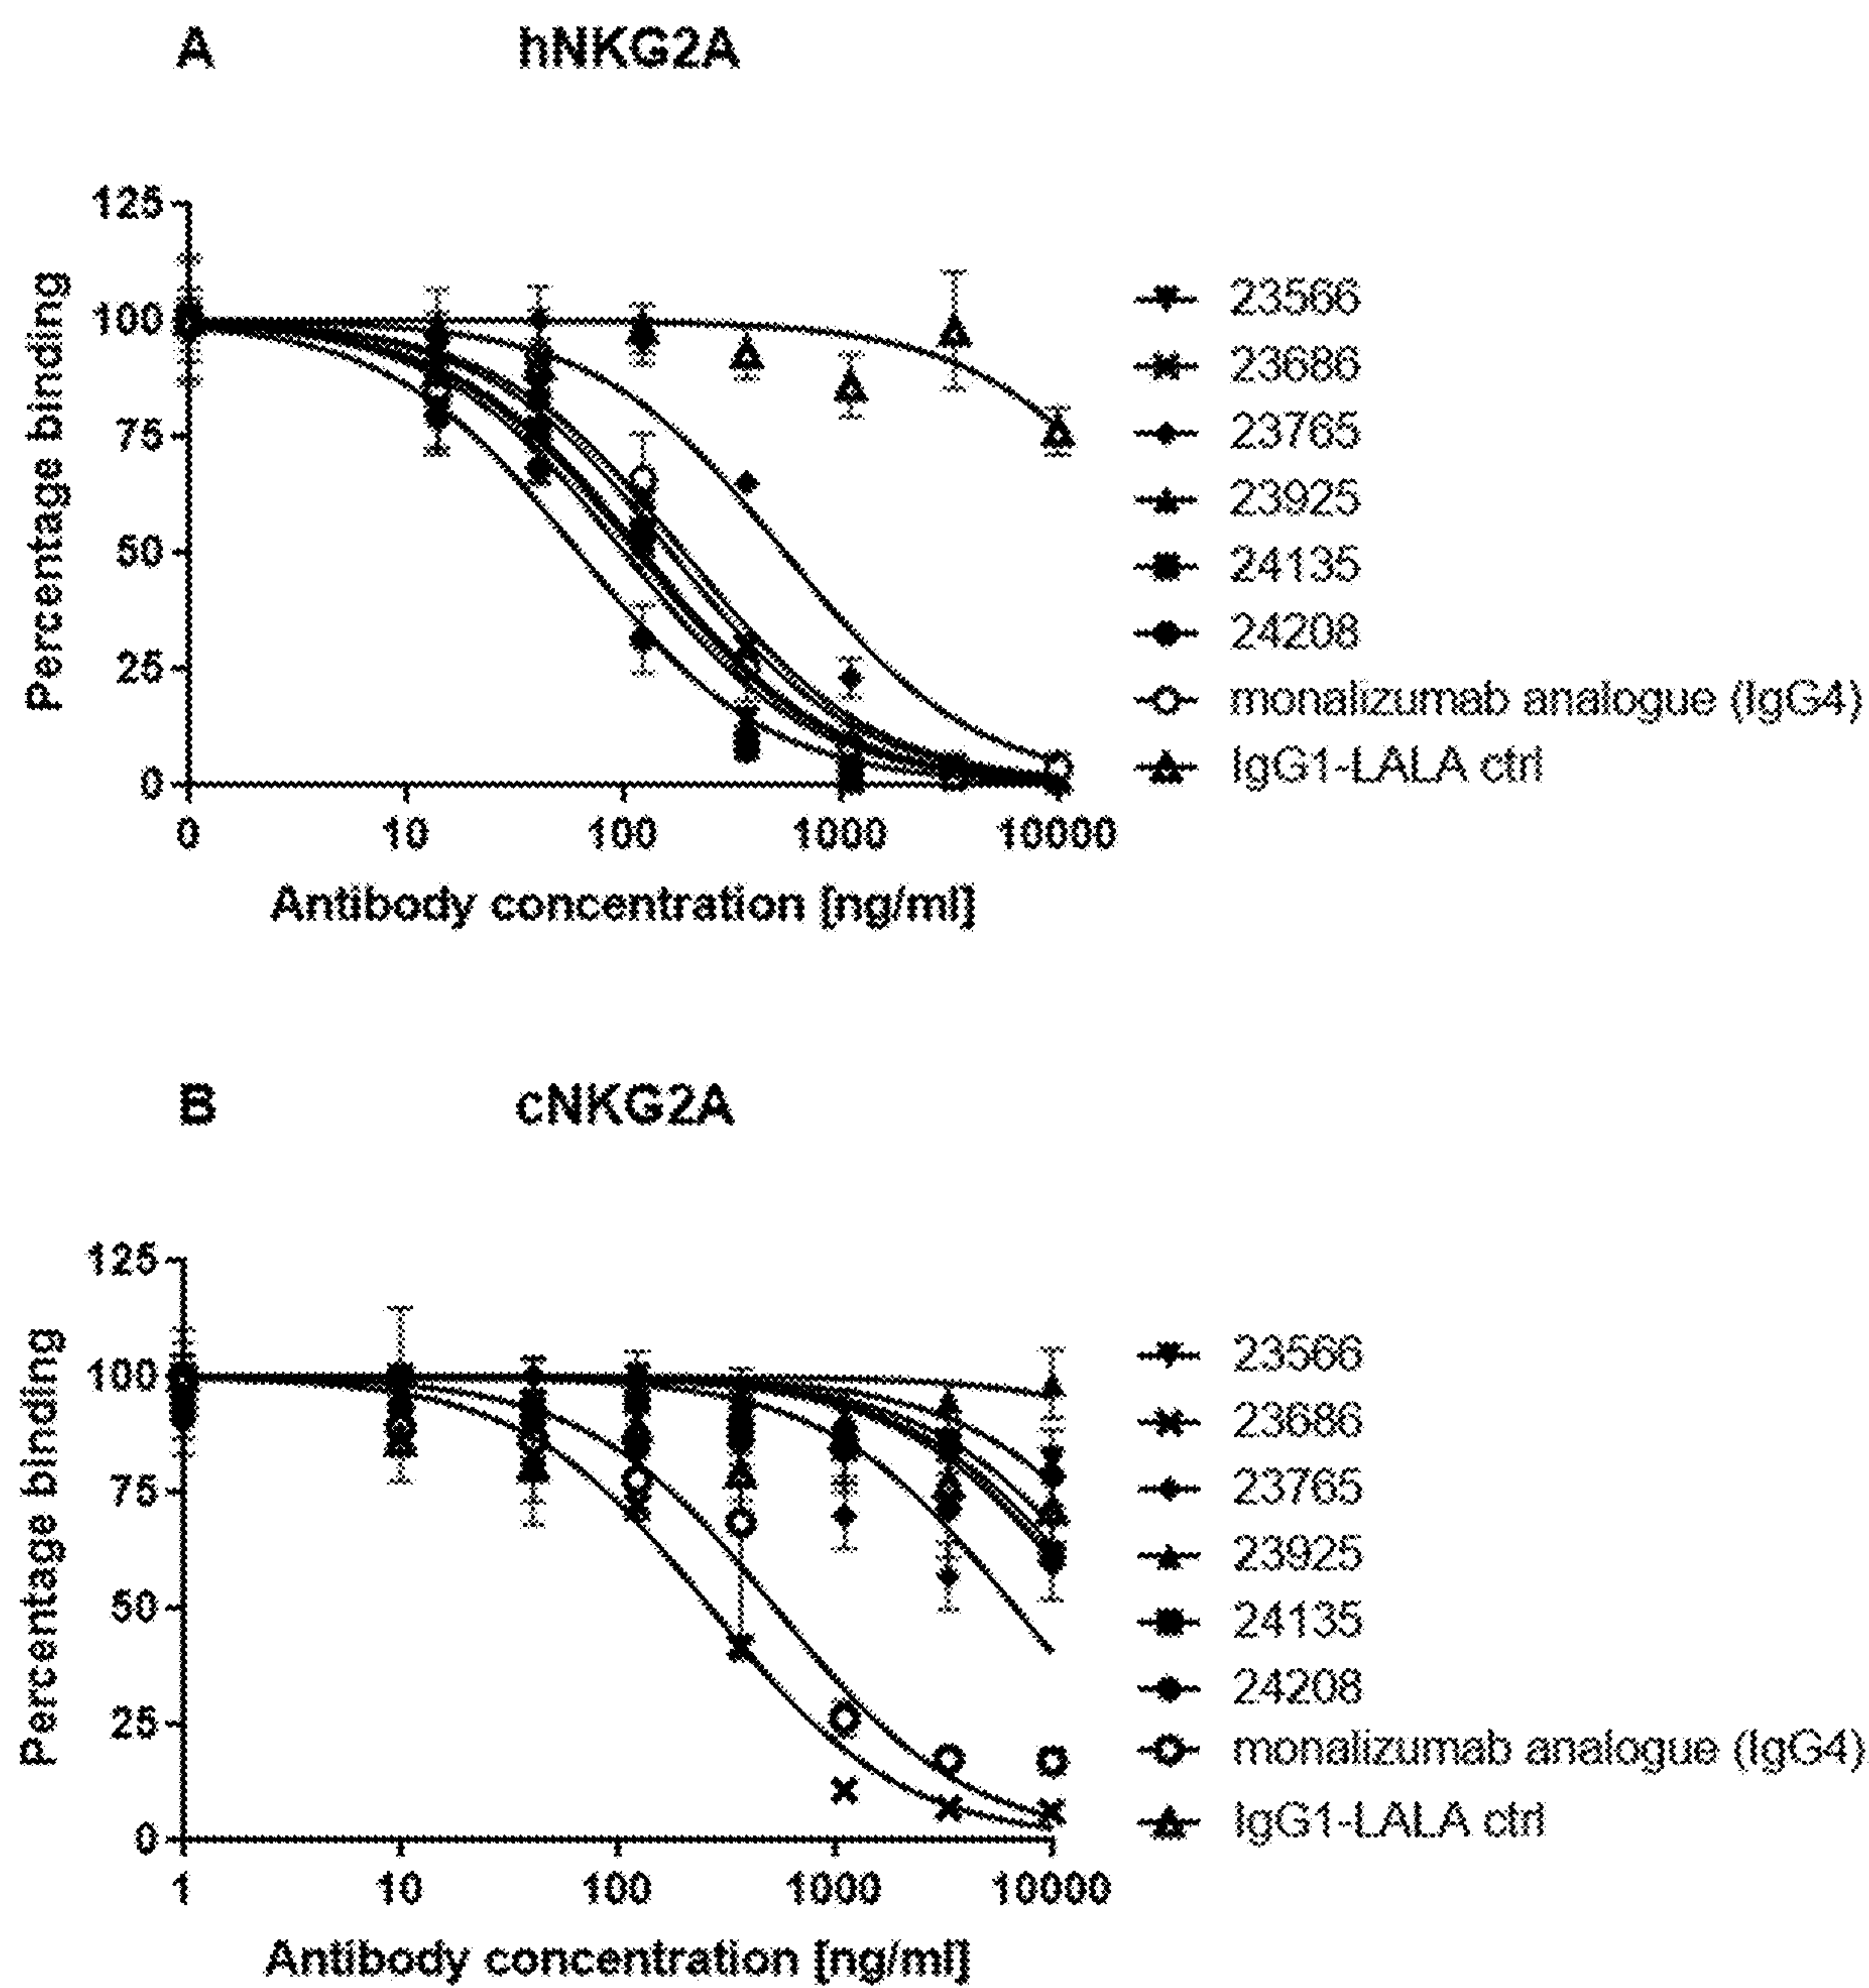 A hNKG2A
125
100
75
50
25
0
0 10 100 1000 10000
Percentage binding
Antibody concentration [ng/ml]
23566
23686
23765
23925
24135
24208
monalizumab analogue (IgG4)
IgG1-LALA ctrl
B cNKG2A
125
100
75
50
25
0
1 10 100 1000 10000
Percentage binding
Antibody concentration [ng/ml]
23566
23686
23765
23925
24135
24208
monalizumab analogue (IgG4)
IgG1-LALA ctrl